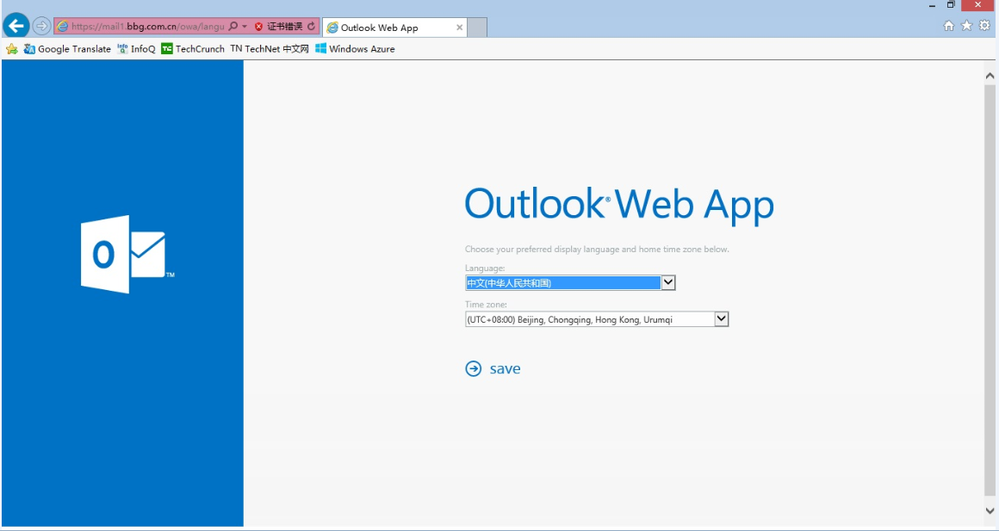 https://mail1.bbg.com.cn/owa/langu 证书错误 Outlook Web App
Google Translate InfoQ TechCrunch TN TechNet 中文网 Windows Azure
Outlook® Web App
O TM
Choose your preferred display language and home time zone below.
Language:
中文(中华人民共和国)
Time zone:
(UTC+08:00) Beijing, Chongqing, Hong Kong, Urumqi
save